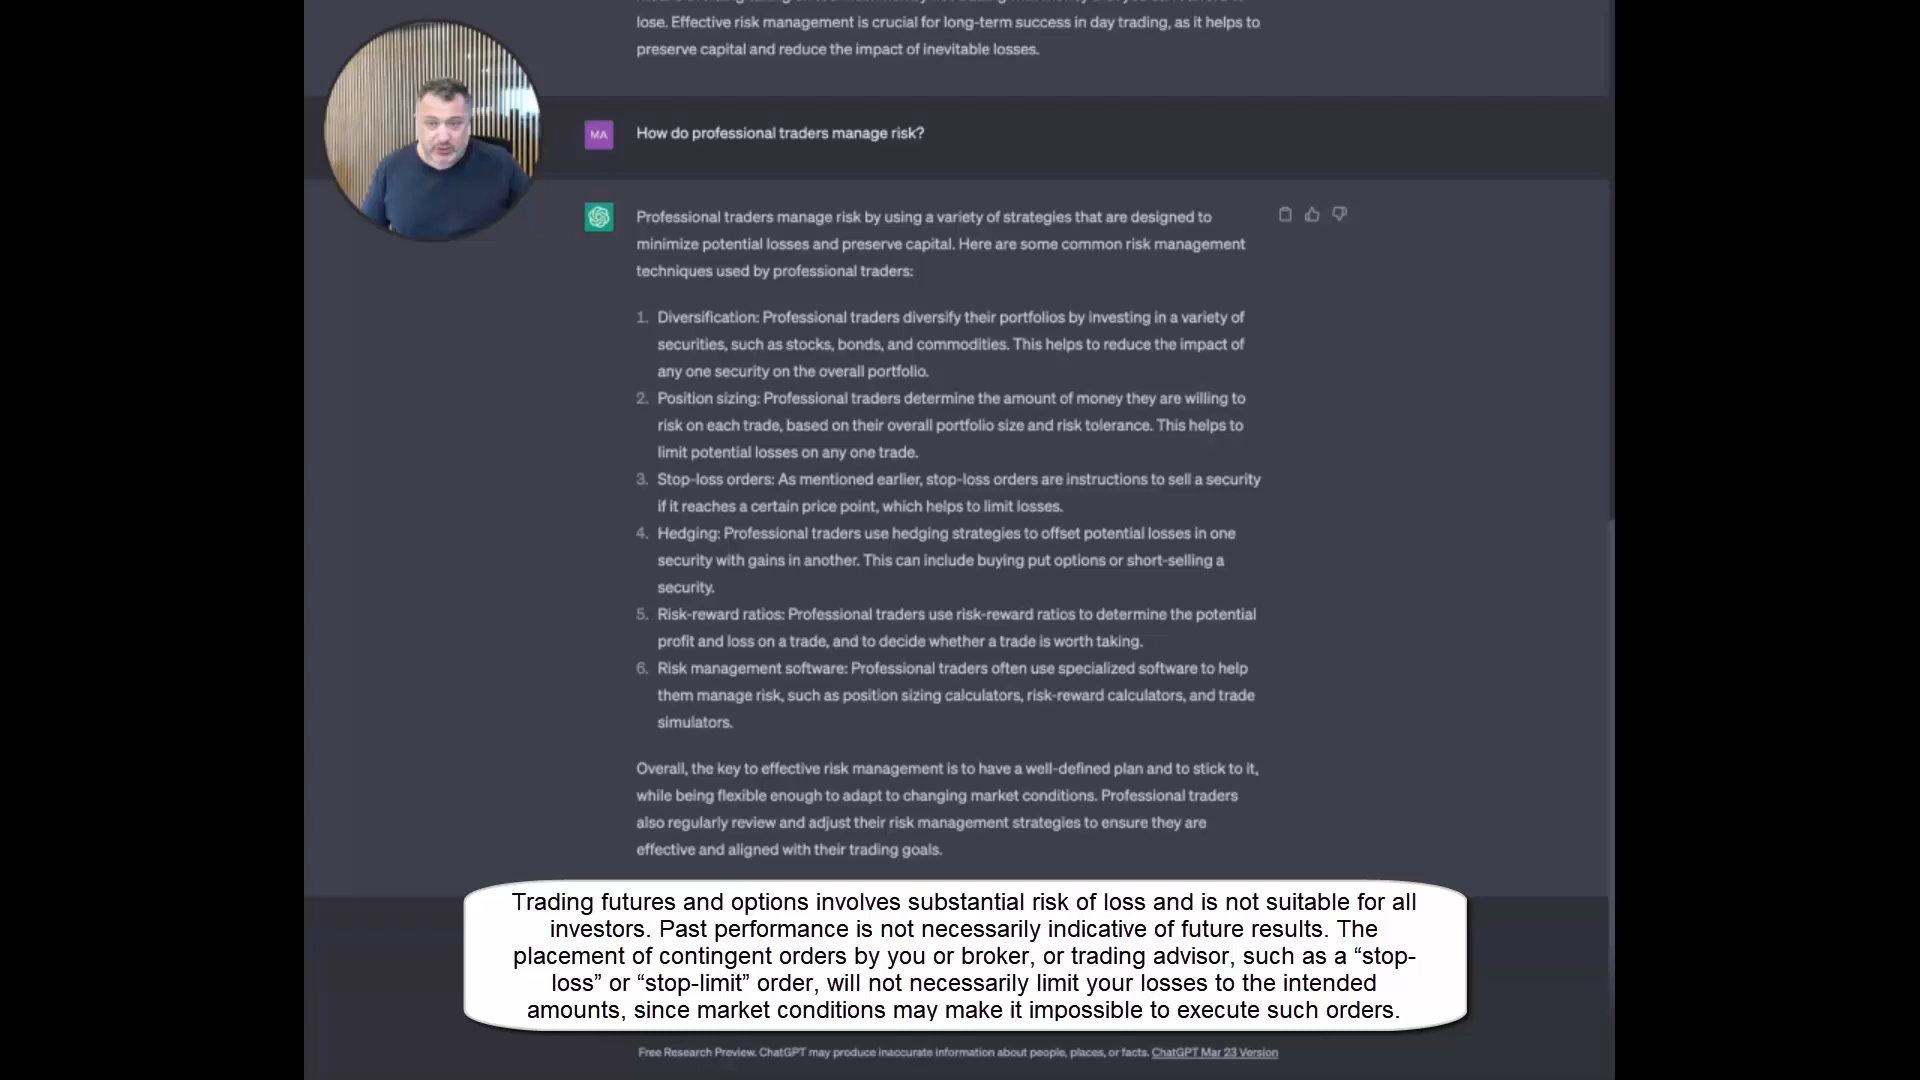 lose. Effective risk management is crucial for long-term success in day trading, as it helps to
preserve capital and reduce the impact of inevitable losses.
MA
How do professional traders manage risk?
Professional traders manage risk by using a variety of strategies that are designed to
minimize potential losses and preserve capital. Here are some common risk management
techniques used by professional traders:
1. Diversification: Professional traders diversify their portfolios by investing in a variety of
securities, such as stocks, bonds, and commodities. This helps to reduce the impact of
any one security on the overall portfolio.
2. Position sizing: Professional traders determine the amount of money they are willing to
risk on each trade, based on their overall portfolio size and risk tolerance. This helps to
limit potential losses on any one trade.
3. Stop-loss orders: As mentioned earlier, stop-loss orders are instructions to sell a security
if it reaches a certain price point, which helps to limit losses.
4. Hedging: Professional traders use hedging strategies to offset potential losses in one
security with gains in another. This can include buying put options or short-selling a
security.
5. Risk-reward ratios: Professional traders use risk-reward ratios to determine the potential
profit and loss on a trade, and to decide whether a trade is worth taking.
6. Risk management software: Professional traders often use specialized software to help
them manage risk, such as position sizing calculators, risk-reward calculators, and trade
simulators.
Overall, the key to effective risk management is to have a well-defined plan and to stick to it,
while being flexible enough to adapt to changing market conditions. Professional traders
also regularly review and adjust their risk management strategies to ensure they are
effective and aligned with their trading goals.
Trading futures and options involves substantial risk of loss and is not suitable for all
investors. Past performance is not necessarily indicative of future results. The
placement of contingent orders by you or broker, or trading advisor, such as a “stop-
loss” or “stop-limit” order, will not necessarily limit your losses to the intended
amounts, since market conditions may make it impossible to execute such orders.
Free Research Preview. ChatGPT may produce inaccurate information about people, places, or facts. ChatGPT Mar 23 Version